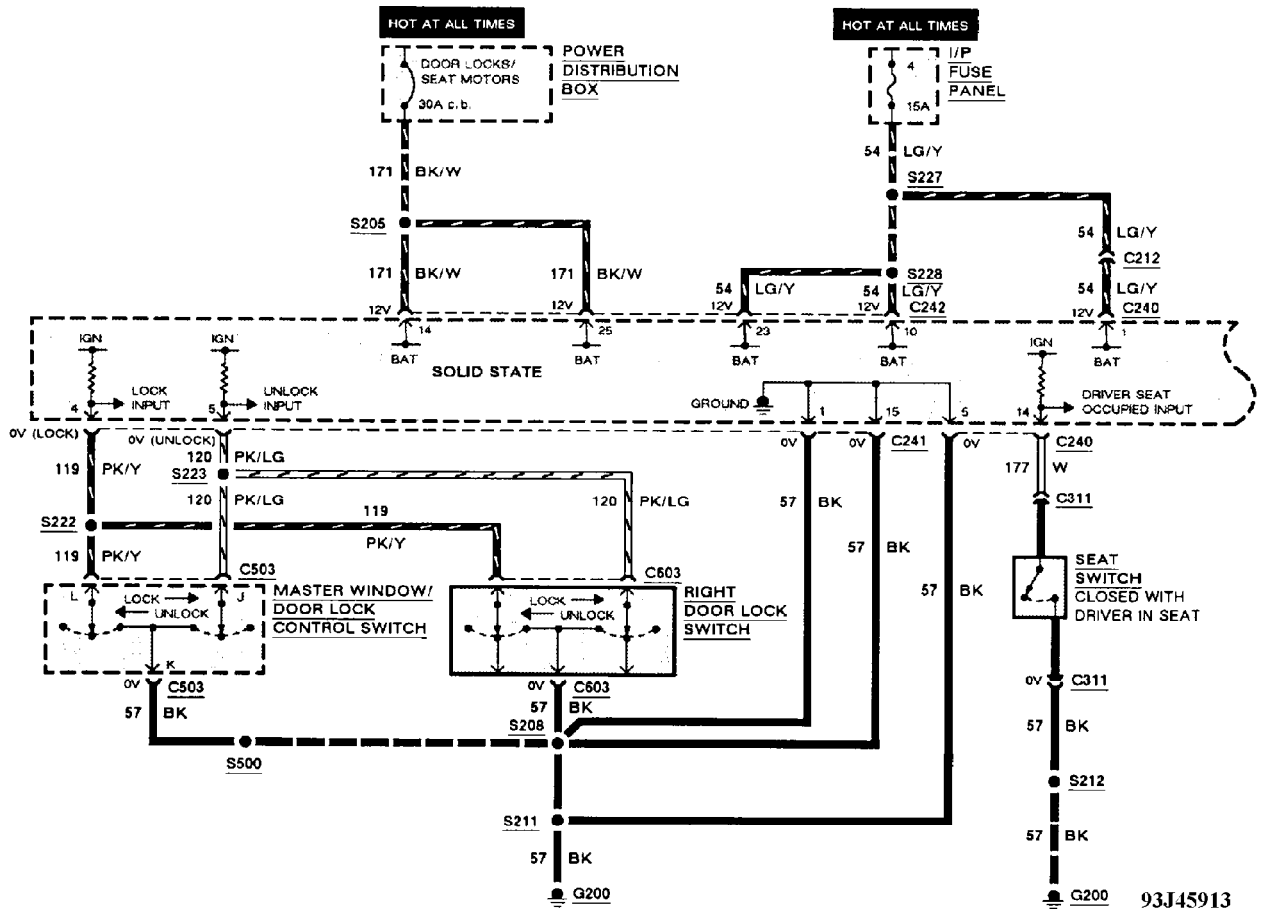 HOT AT ALL TIMES
HOT AT ALL TIMES
DOOR LOCKS/
SEAT MOTORS
30A c.b.
POWER
DISTRIBUTION
BOX
4
15A
I/P
FUSE
PANEL
54 LG/Y
171 BK/W
S227
S205
54 LG/Y
C212
171 BK/W
171 BK/W
S228
54 LG/Y
54 LG/Y
54 LG/Y
12V
12V
12V
12V C242
12V C240
14
25
23
10
1
BAT
BAT
BAT
BAT
BAT
IGN
IGN
IGN
SOLID STATE
LOCK
INPUT
UNLOCK
INPUT
GROUND
DRIVER SEAT
OCCUPIED INPUT
4
5
1
15
5
14
0V (LOCK)
0V (UNLOCK)
0V
0V C241
0V
C240
119 PK/Y
120 PK/LG
S223
177 W
120 PK/LG
120 PK/LG
57 BK
C311
S222
119
PK/Y
119 PK/Y
57 BK
C503
C603
57 BK
L
LOCK
J
UNLOCK
K
MASTER WINDOW/
DOOR LOCK
CONTROL SWITCH
LOCK
UNLOCK
RIGHT
DOOR LOCK
SWITCH
SEAT
SWITCH
CLOSED WITH
DRIVER IN SEAT
0V C503
0V C603
0V C311
57 BK
57 BK
57 BK
S208
S500
S212
S211
57 BK
57 BK
G200
G200
93J45913